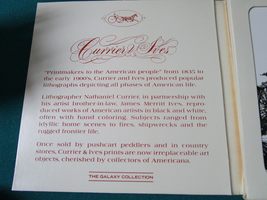 Currier & Ives
"Printmakers to the American people" from 1835 to
the early 1900's, Currier and Ives produced popular
lithographs depicting all phases of American life.
Lithographer Nathaniel Currier, in partnership with
his artist brother-in-law, James Merritt Ives, repro-
duced works of American artists in black & white,
often with hand coloring. Subjects ranged from
idyllic home scenes to fires, shipwrecks and the
rugged frontier life.
Once sold by pushcart peddlers and in country
stores, Currier & Ives prints are now irreplaceable art
objects, cherished by collectors of Americana.
THE GALAXY COLLECTION